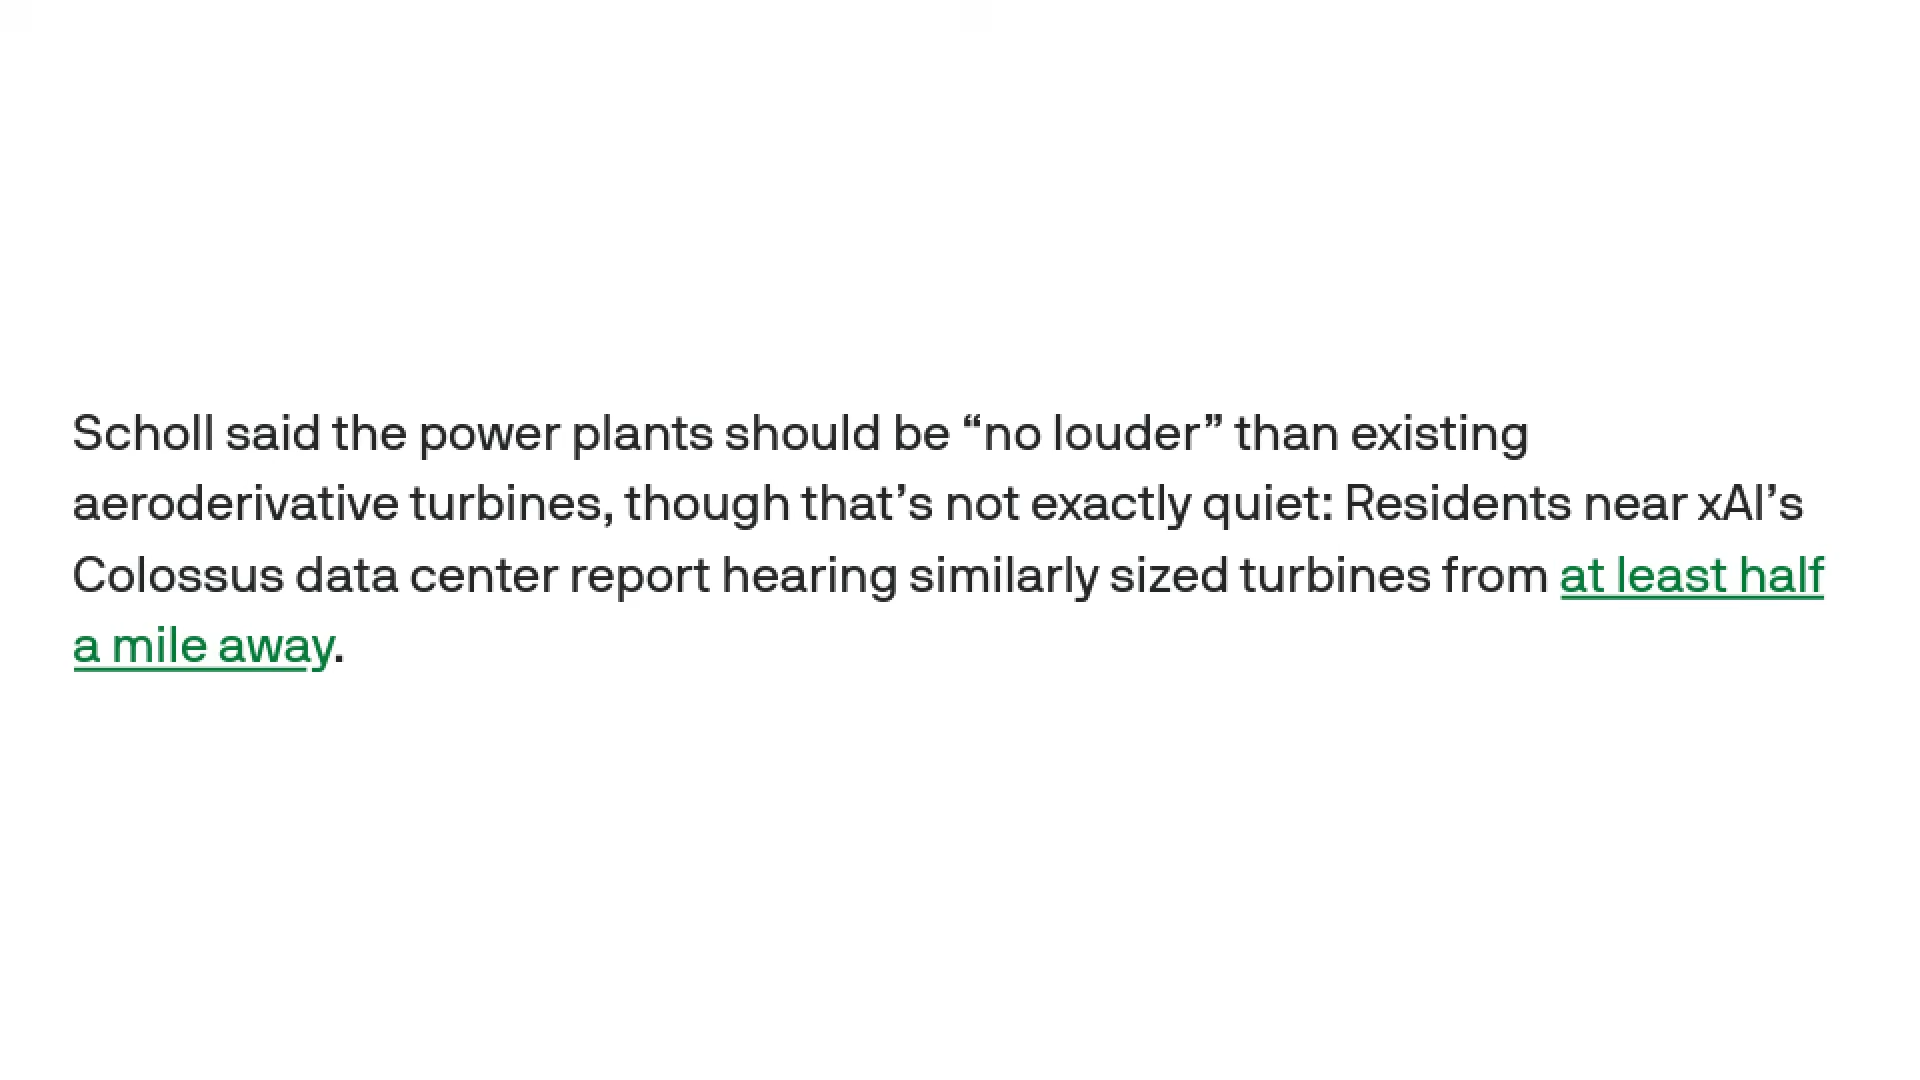 Scholl said the power plants should be “no louder” than existing
aeroderivative turbines, though that’s not exactly quiet: Residents near xAI’s
Colossus data center report hearing similarly sized turbines from at least half
a mile away.